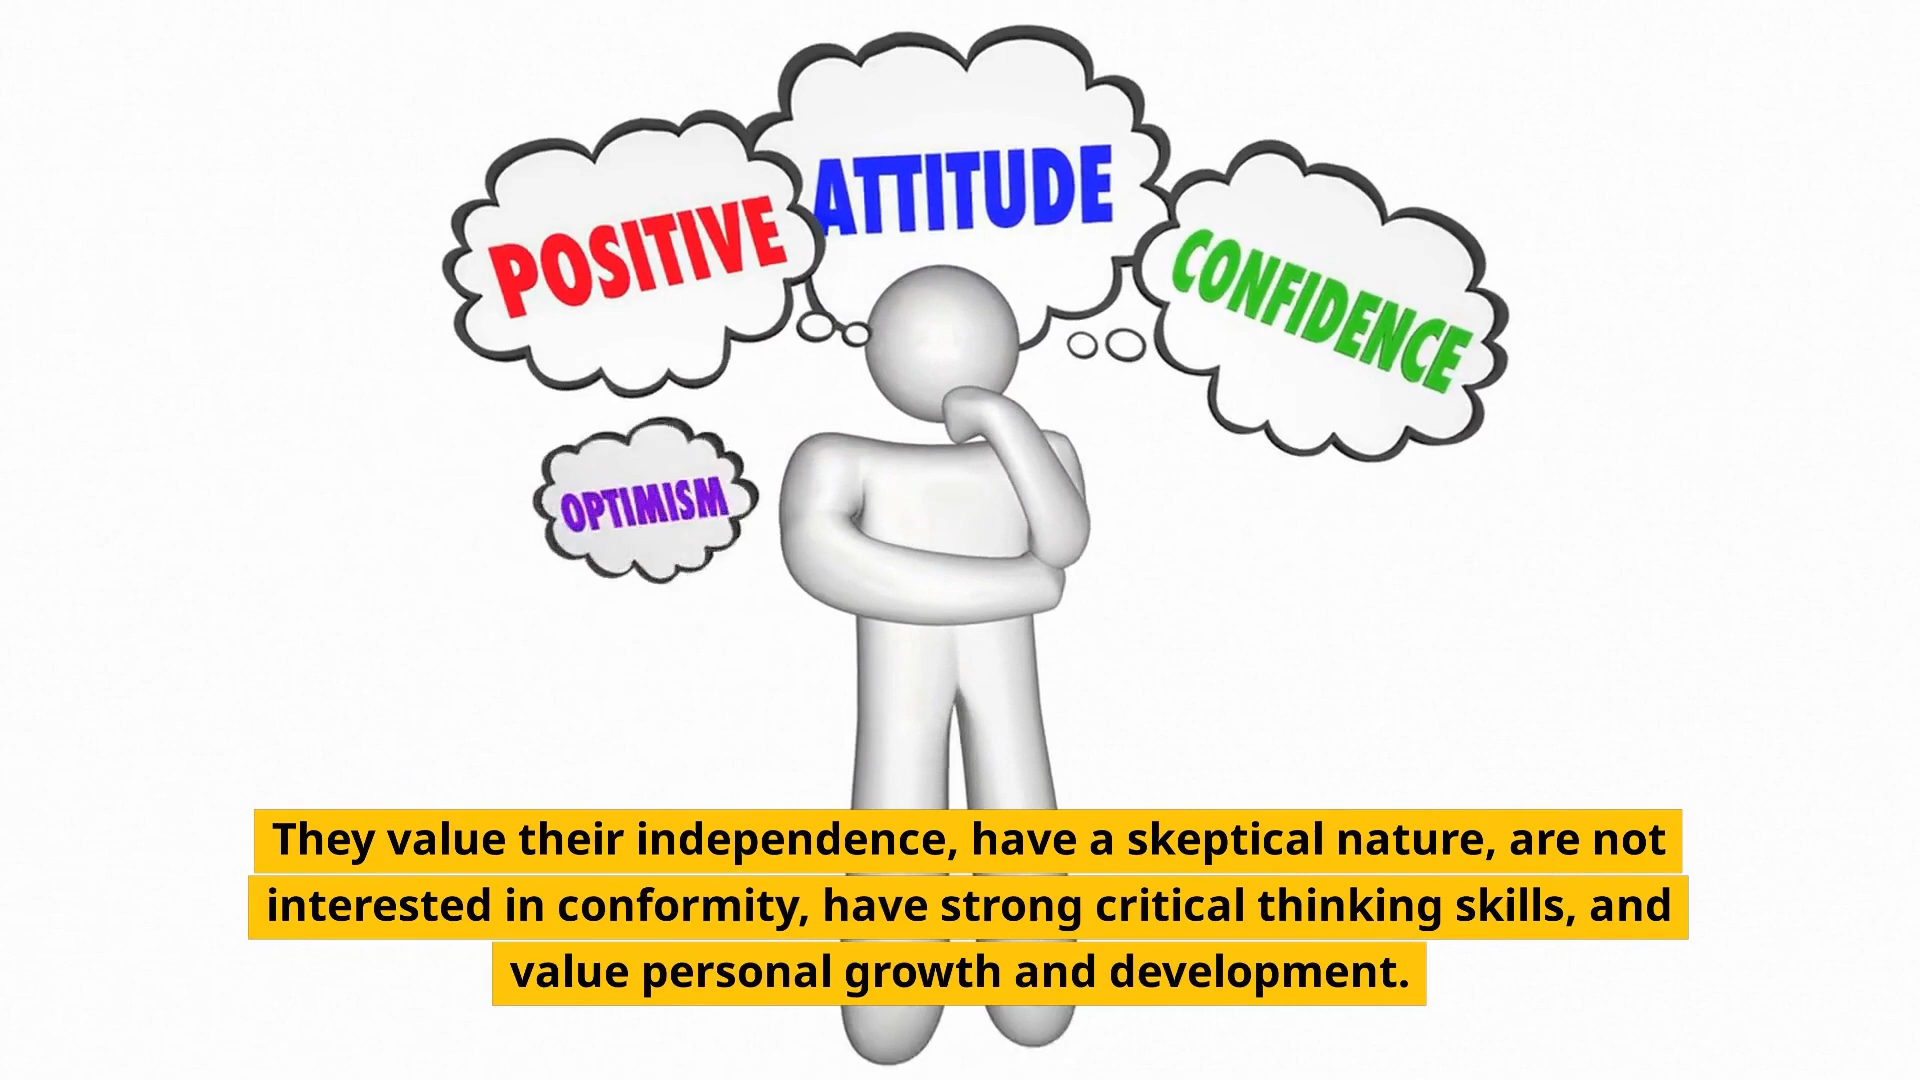 POSITIVE
ATTITUDE
CONFIDENCE
OPTIMISM
They value their independence, have a skeptical nature, are not
interested in conformity, have strong critical thinking skills, and
value personal growth and development.